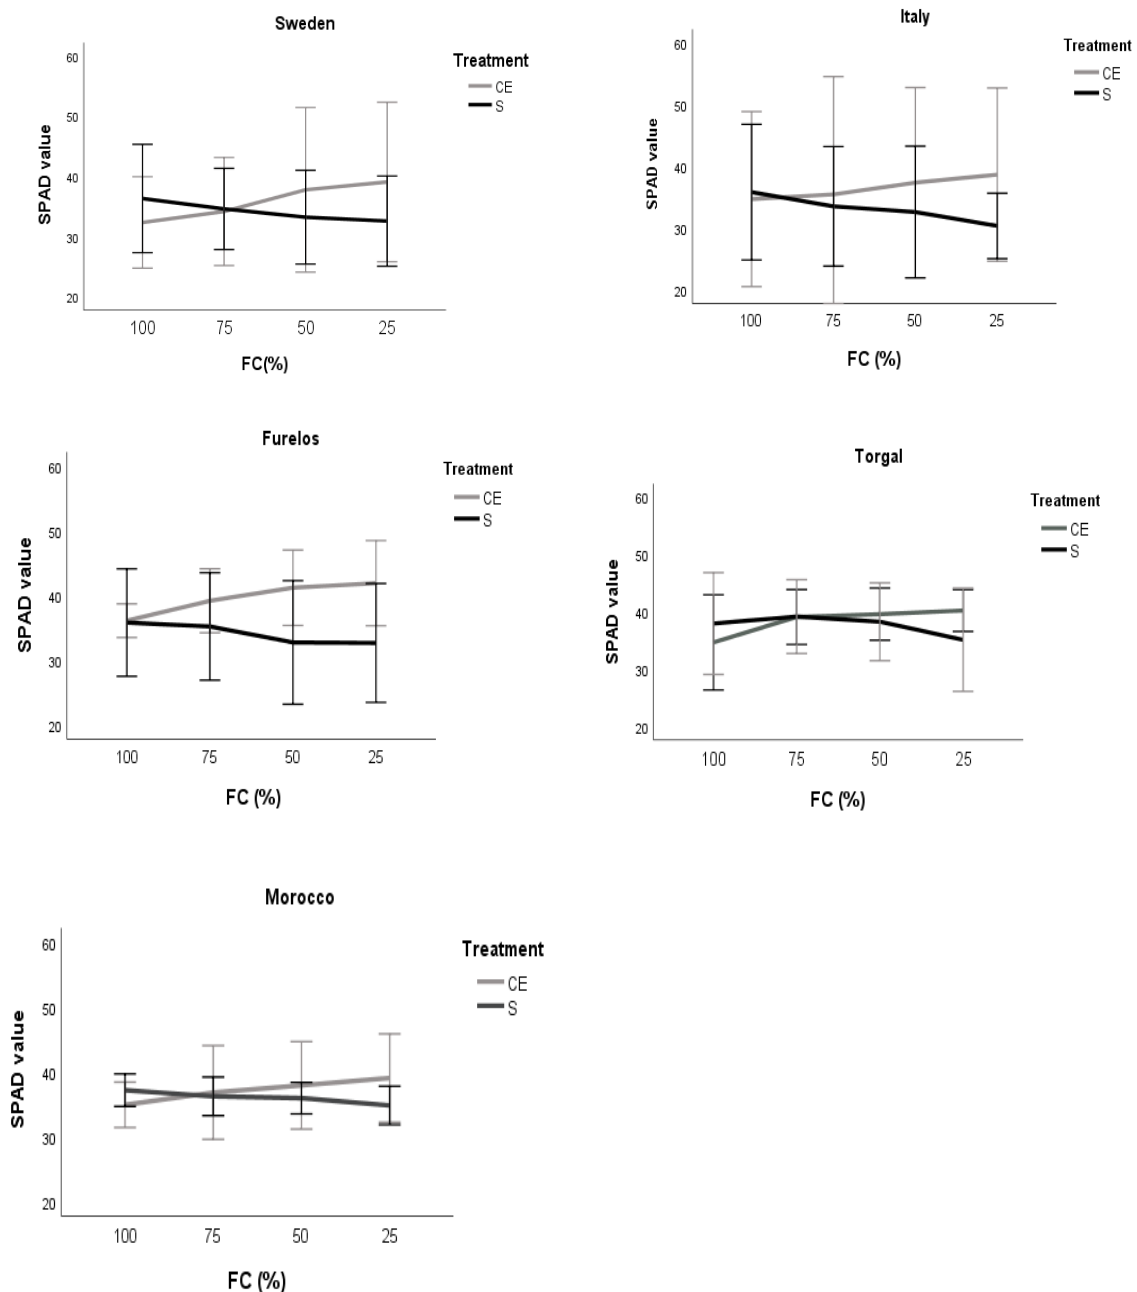 Sweden
Treatment
CE
S
SPAD value
60
50
40
30
20
100 75 50 25
FC(%)
Italy
Treatment
CE
S
SPAD value
60
50
40
30
20
100 75 50 25
FC (%)
Furelos
Treatment
CE
S
SPAD value
60
50
40
30
20
100 75 50 25
FC (%)
Torgal
Treatment
CE
S
SPAD value
60
50
40
30
20
100 75 50 25
FC (%)
Morocco
Treatment
CE
S
SPAD value
60
50
40
30
20
100 75 50 25
FC (%)